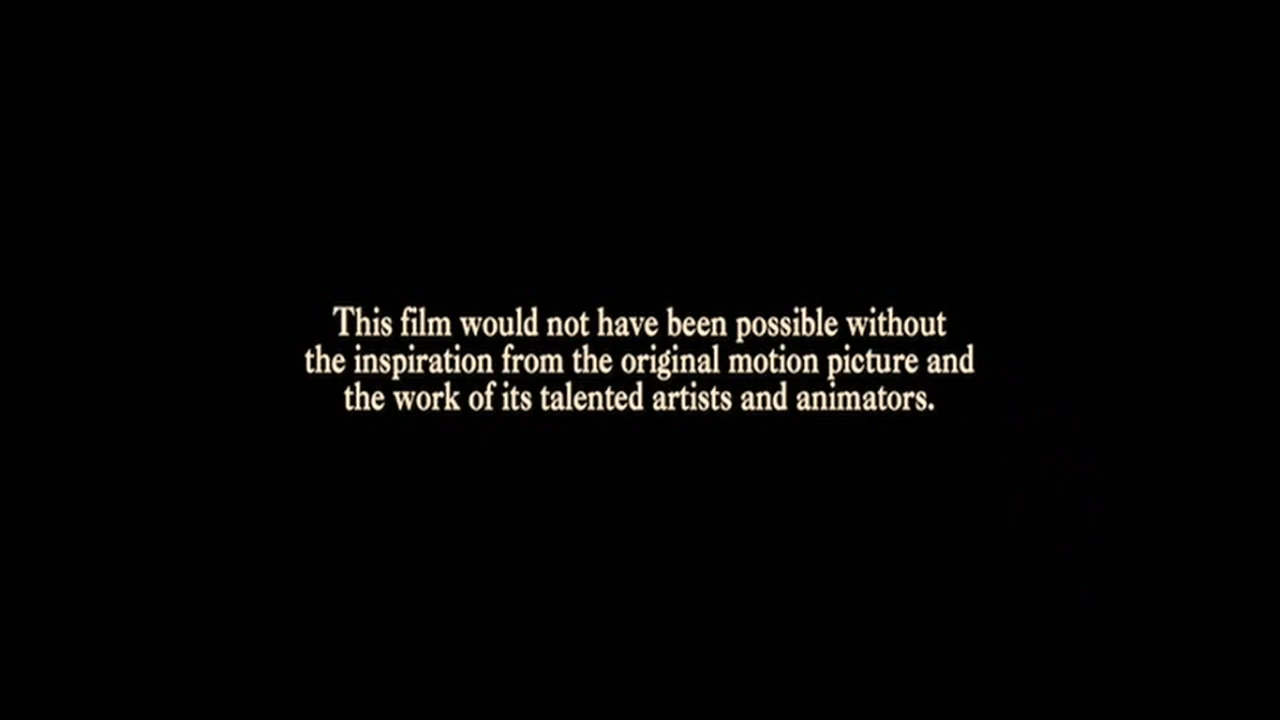 This film would not have been possible without
the inspiration from the original motion picture and
the work of its talented artists and animators.